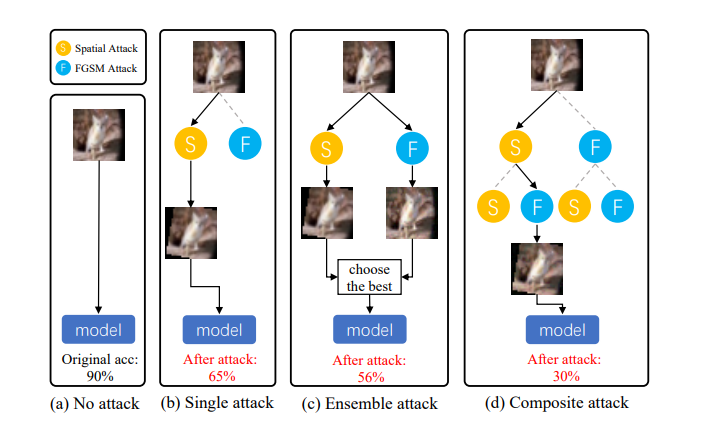 S Spatial Attack
F FGSM Attack
model
Original acc:
90%
(a) No attack
S F
model
After attack:
65%
(b) Single attack
S F
choose
the best
model
After attack:
56%
(c) Ensemble attack
S F
S F S F
model
After attack:
30%
(d) Composite attack